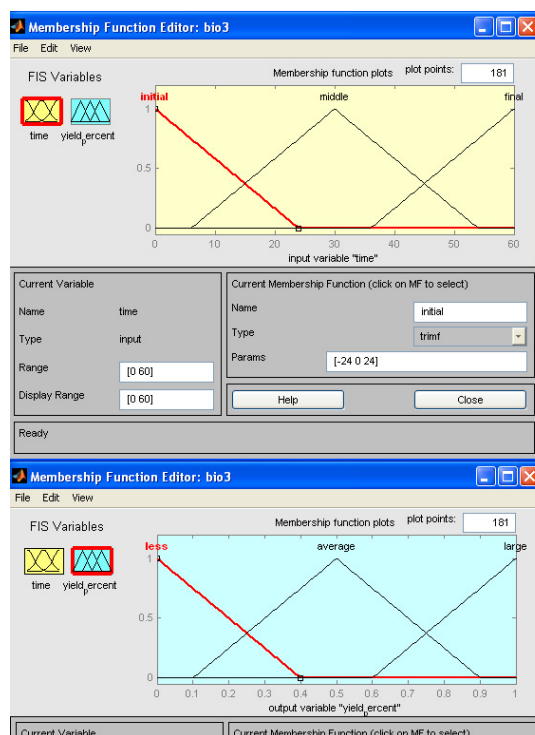 Membership Function Editor: bio3
File Edit View
FIS Variables
Membership function plots plot points: 181
initial middle final
1
0.5
0
0 10 20 30 40 50 60
input variable "time"
time yield_percent
Current Variable
Name time
Type input
Range [0 60]
Display Range [0 60]
Current Membership Function (click on MF to select)
Name initial
Type trimf
Params [-24 0 24]
Help Close
Ready
Membership Function Editor: bio3
File Edit View
FIS Variables
Membership function plots plot points: 181
less average large
1
0.5
0
0 0.1 0.2 0.3 0.4 0.5 0.6 0.7 0.8 0.9 1
output variable "yield_percent"
time yield_percent
Current Variable Current Membership Function (click on MF to select)